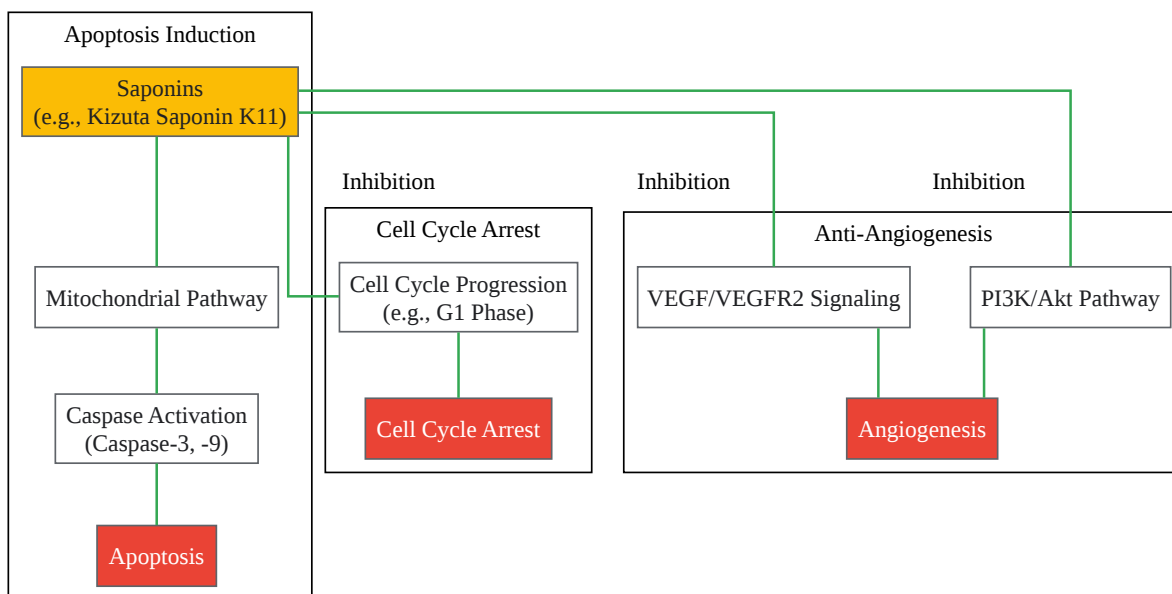 Apoptosis Induction
Saponins
(e.g., Kizuta Saponin K11)
Mitochondrial Pathway
Caspase Activation
(Caspase-3, -9)
Apoptosis
Inhibition
Cell Cycle Arrest
Cell Cycle Progression
(e.g., G1 Phase)
Cell Cycle Arrest
Inhibition
Inhibition
Anti-Angiogenesis
VEGF/VEGFR2 Signaling
PI3K/Akt Pathway
Angiogenesis